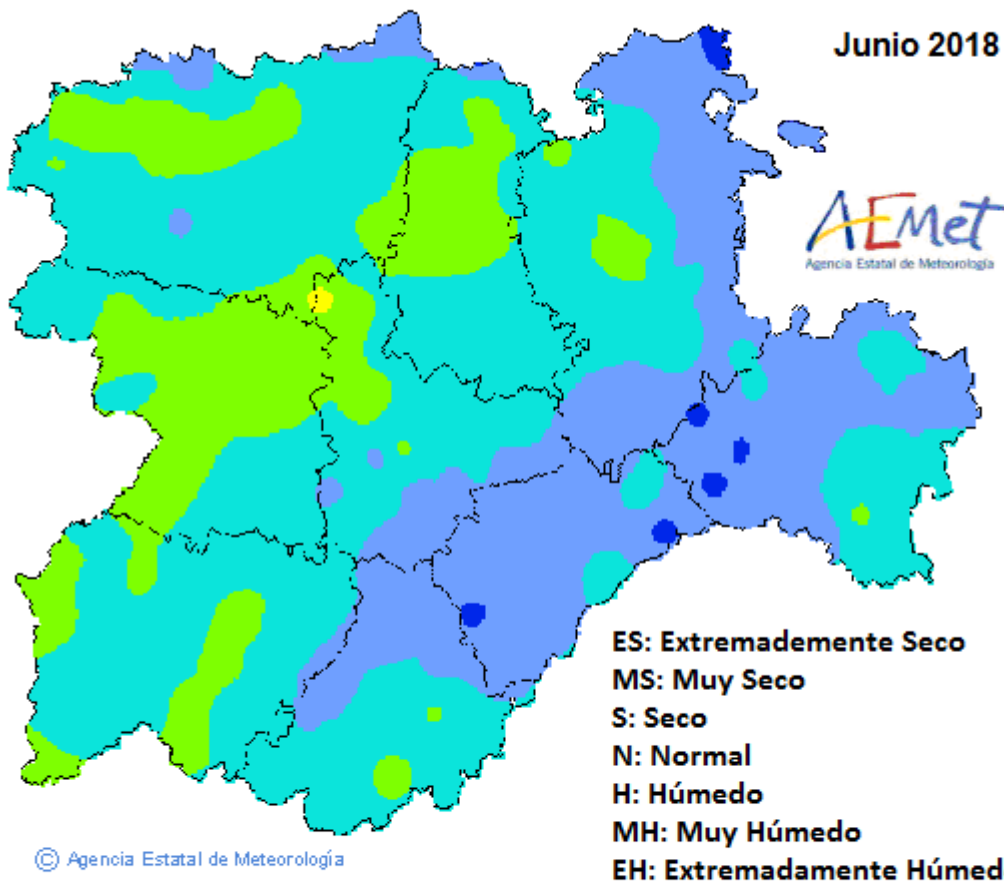 Junio 2018
AEMet
Agencia Estatal de Meteorología
ES: Extremademente Seco
MS: Muy Seco
S: Seco
N: Normal
H: Húmedo
MH: Muy Húmedo
EH: Extremadamente Húmed
© Agencia Estatal de Meteorología